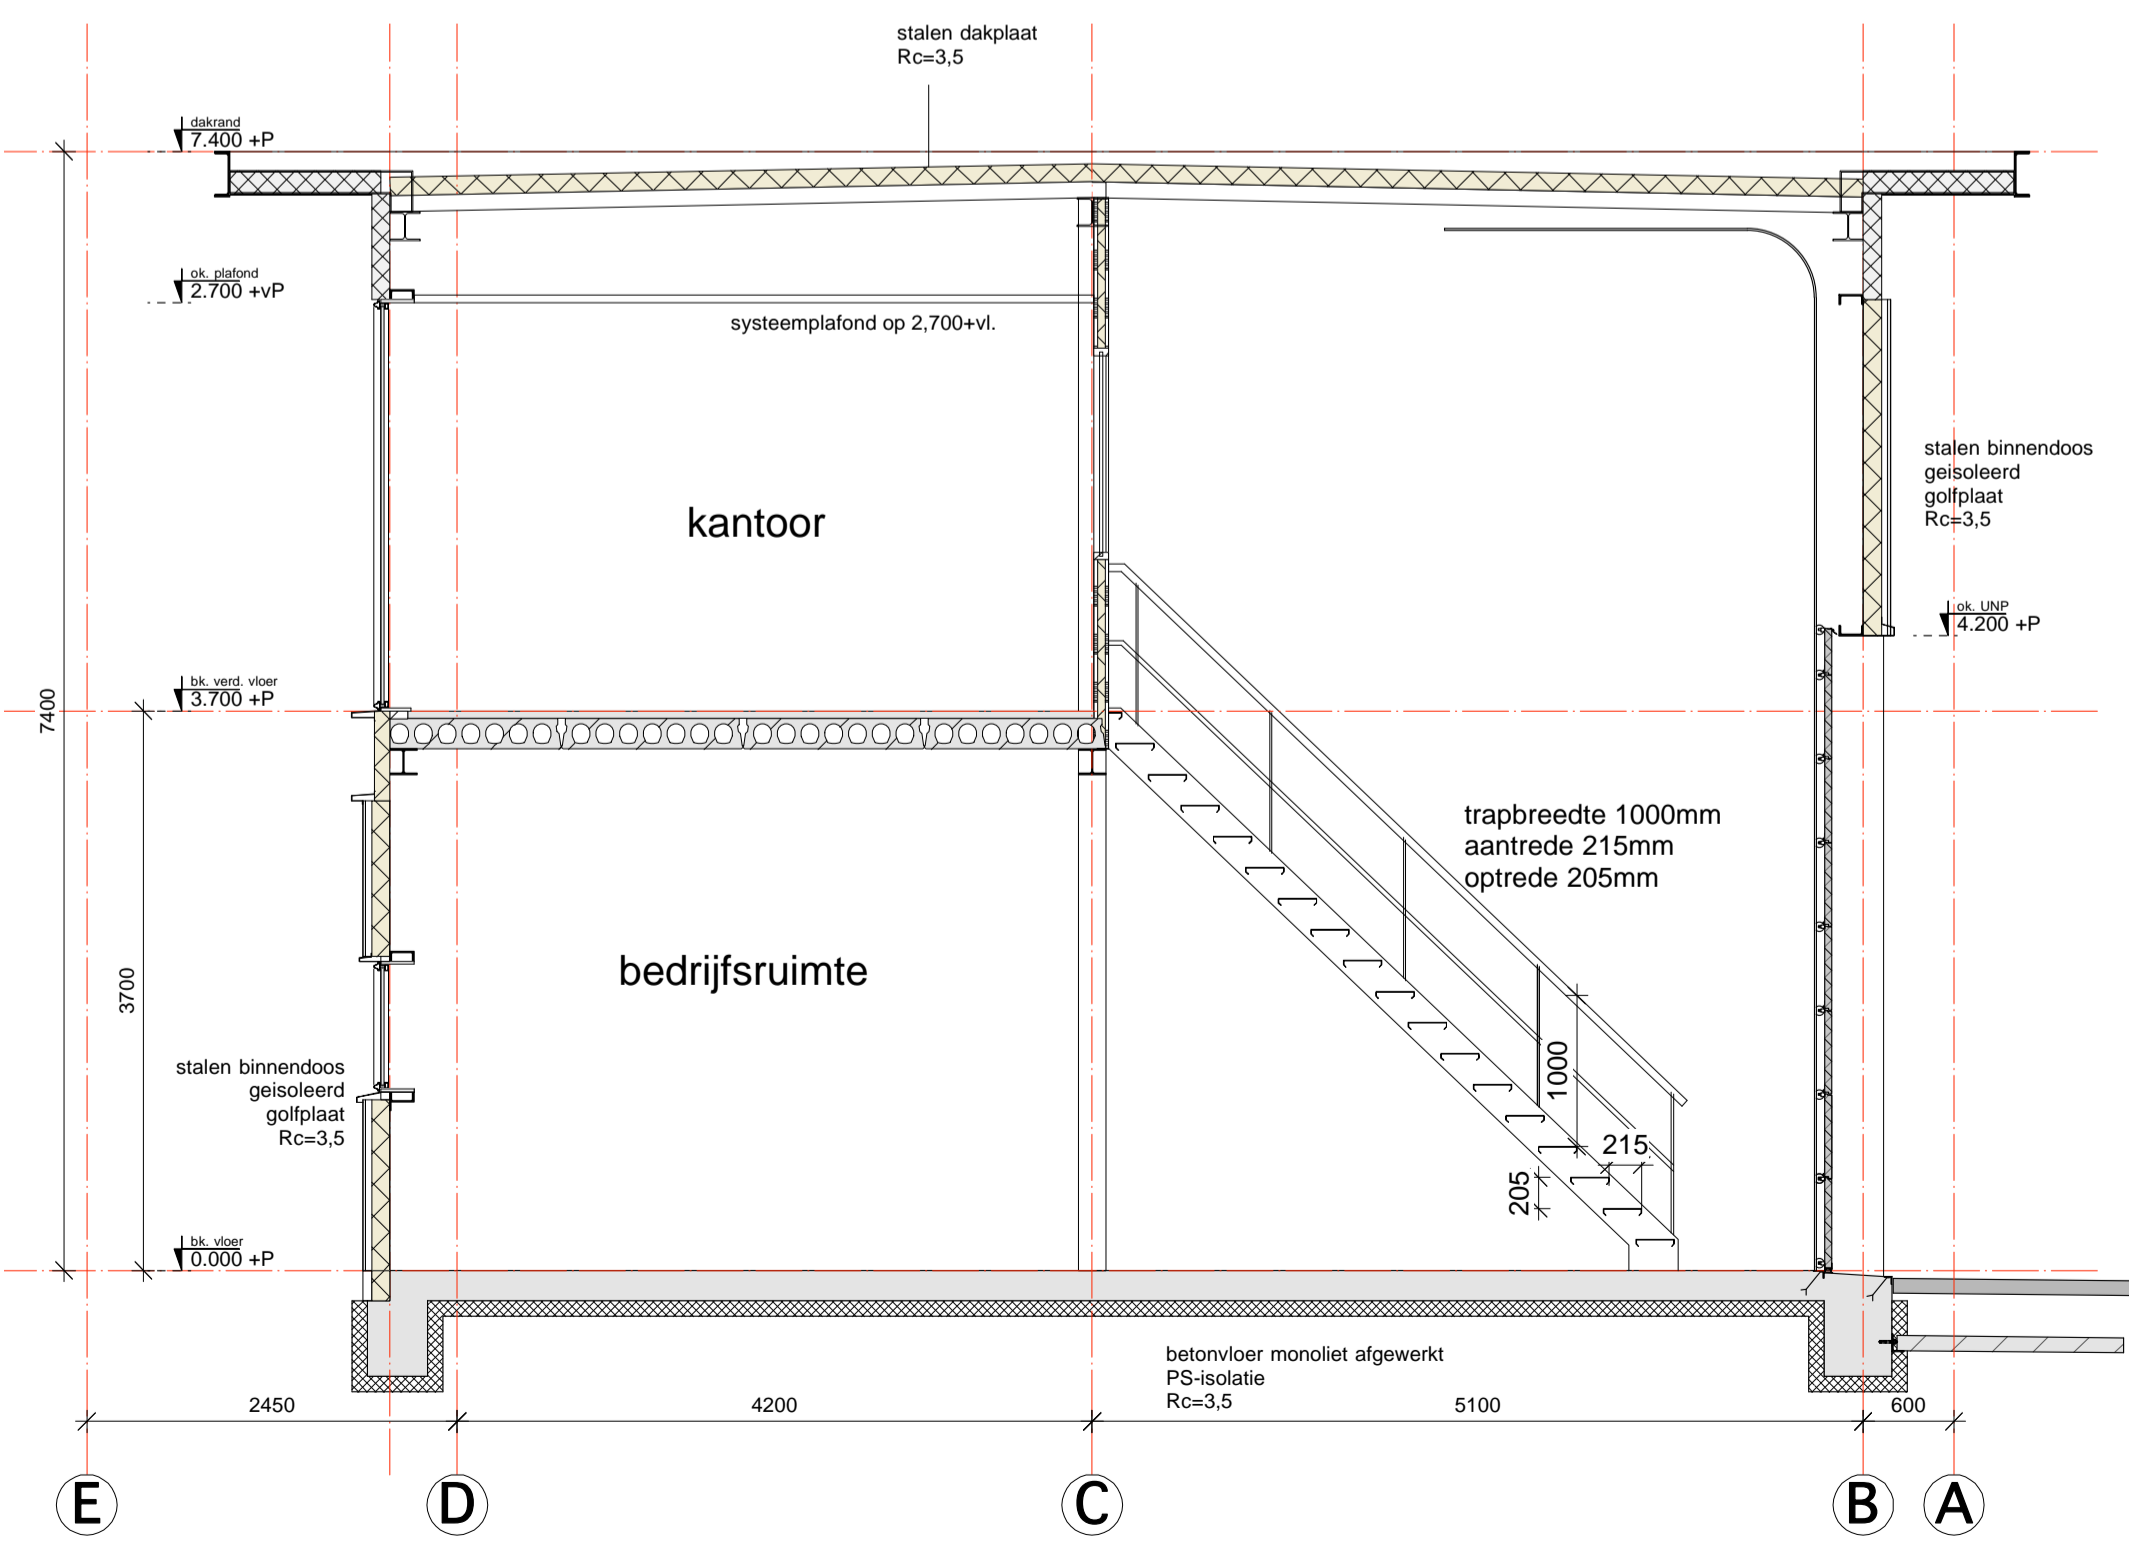 stalen dakplaat
Rc=3,5
dakrand
7.400 +P
ok. plafond
2.700 +vP
systeemplafond op 2,700+vl.
kantoor
stalen binnendoos
geisoleerd
golfplaat
Rc=3,5
ok. UNP
4.200 +P
bk. verd. vloer
3.700 +P
7400
trapbreedte 1000mm
aantrede 215mm
optrede 205mm
bedrijfsruimte
3700
stalen binnendoos
geisoleerd
golfplaat
Rc=3,5
1000
215
205
bk. vloer
0.000 +P
betonvloer monoliet afgewerkt
PS-isolatie
Rc=3,5
2450
4200
5100
600
E
D
C
B
A